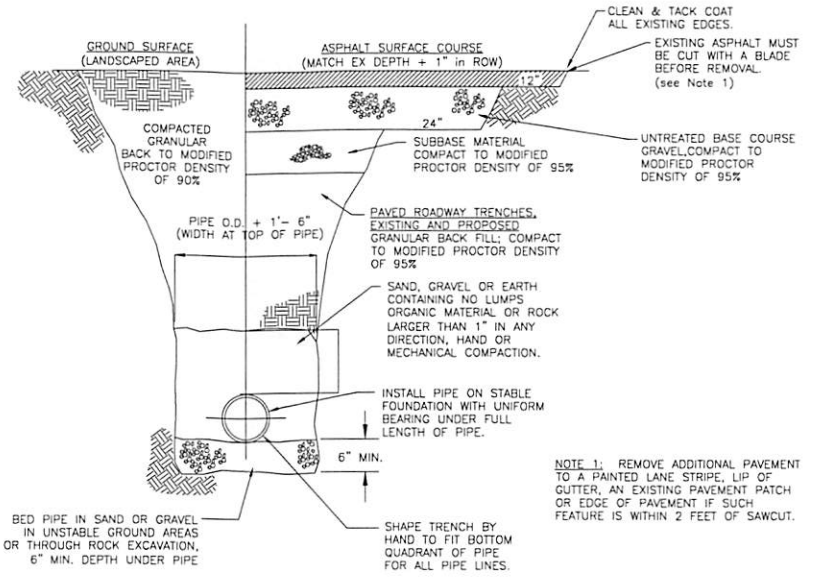 CLEAN & TACK COAT
ALL EXISTING EDGES.
GROUND SURFACE
(LANDSCAPED AREA)
ASPHALT SURFACE COURSE
(MATCH EX DEPTH + 1" in ROW)
EXISTING ASPHALT MUST
BE CUT WITH A BLADE
BEFORE REMOVAL.
(see Note 1)
12"
24"
COMPACTED
GRANULAR
BACK TO MODIFIED
PROCTOR DENSITY
OF 90%
SUBBASE MATERIAL
COMPACT TO MODIFIED
PROCTOR DENSITY OF 95%
UNTREATED BASE COURSE
GRAVEL,COMPACT TO
MODIFIED PROCTOR
DENSITY OF 95%
PIPE O.D. + 1'- 6"
(WIDTH AT TOP OF PIPE)
PAVED ROADWAY TRENCHES,
EXISTING AND PROPOSED
GRANULAR BACK FILL; COMPACT
TO MODIFIED PROCTOR DENSITY
OF 95%
SAND, GRAVEL OR EARTH
CONTAINING NO LUMPS
ORGANIC MATERIAL OR ROCK
LARGER THAN 1" IN ANY
DIRECTION, HAND OR
MECHANICAL COMPACTION.
INSTALL PIPE ON STABLE
FOUNDATION WITH UNIFORM
BEARING UNDER FULL
LENGTH OF PIPE.
6" MIN.
NOTE 1: REMOVE ADDITIONAL PAVEMENT
TO A PAINTED LANE STRIPE, LIP OF
GUTTER, AN EXISTING PAVEMENT PATCH
OR EDGE OF PAVEMENT IF SUCH
FEATURE IS WITHIN 2 FEET OF SAWCUT.
BED PIPE IN SAND OR GRAVEL
IN UNSTABLE GROUND AREAS
OR THROUGH ROCK EXCAVATION,
6" MIN. DEPTH UNDER PIPE
SHAPE TRENCH BY
HAND TO FIT BOTTOM
QUADRANT OF PIPE
FOR ALL PIPE LINES.